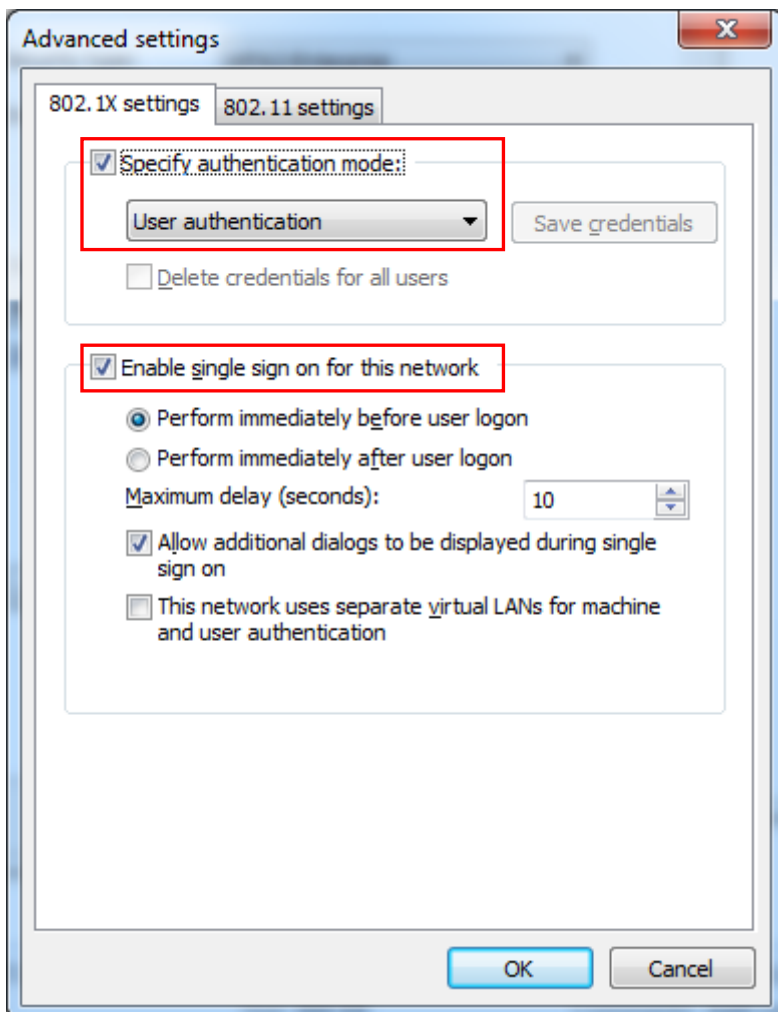 Advanced settings
802.1X settings
802.11 settings
Specify authentication mode:
User authentication
Save credentials
Delete credentials for all users
Enable single sign on for this network
Perform immediately before user logon
Perform immediately after user logon
Maximum delay (seconds):
10
Allow additional dialogs to be displayed during single
sign on
This network uses separate virtual LANs for machine
and user authentication
OK
Cancel